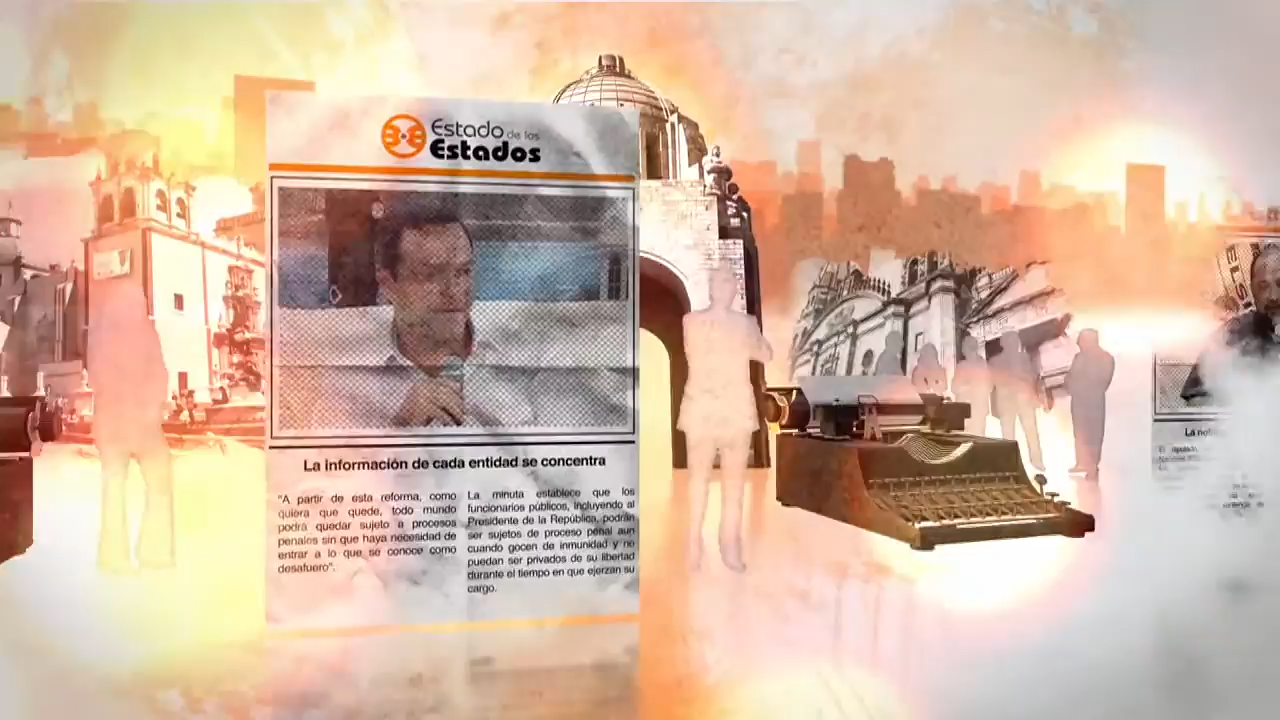 Estado de los
Estados
La información de cada entidad se concentra
"A partir de esta reforma, como
quiera que quede, todo mundo
podrá quedar sujeto a procesos
penales sin que haya necesidad de
entrar a lo que se conoce como
desafuero".
La minuta establece que los
funcionarios públicos, incluyendo al
Presidente de la República, podrán
ser sujetos de proceso penal aun
cuando gocen de inmunidad y no
puedan ser privados de su libertad
durante el tiempo en que ejerzan su
cargo.
La
El diputado